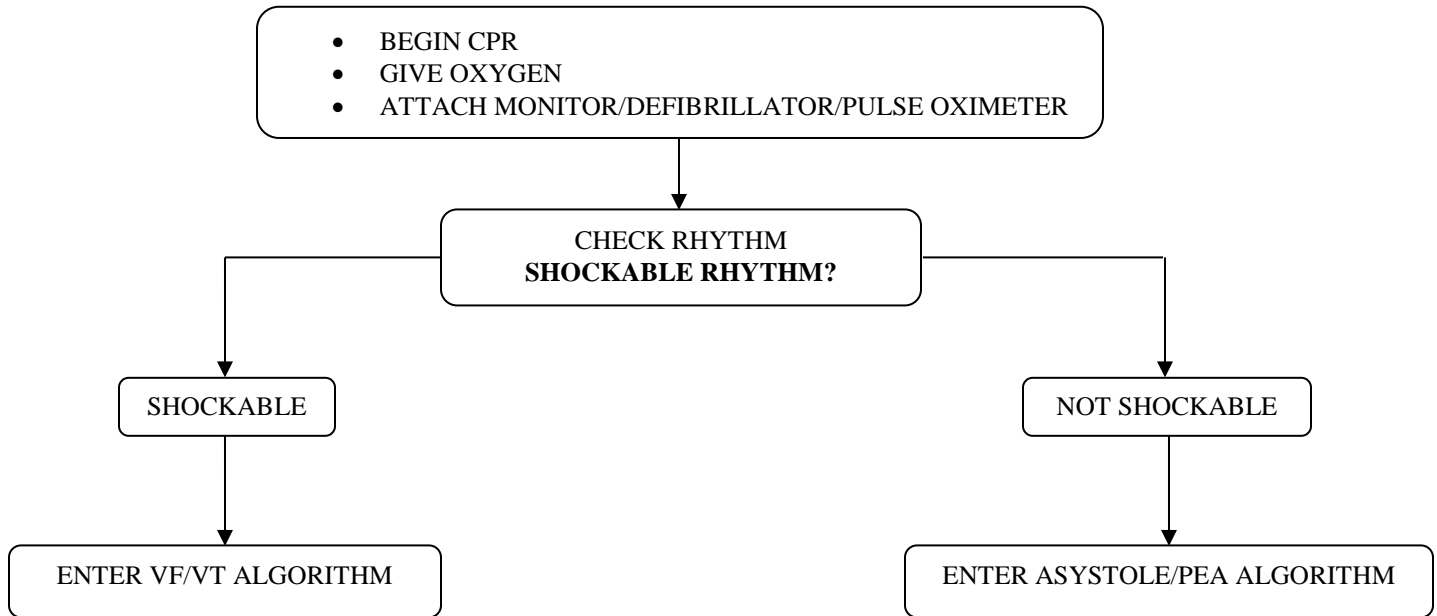 • BEGIN CPR
• GIVE OXYGEN
• ATTACH MONITOR/DEFIBRILLATOR/PULSE OXIMETER
CHECK RHYTHM
SHOCKABLE RHYTHM?
SHOCKABLE
NOT SHOCKABLE
ENTER VF/VT ALGORITHM
ENTER ASYSTOLE/PEA ALGORITHM